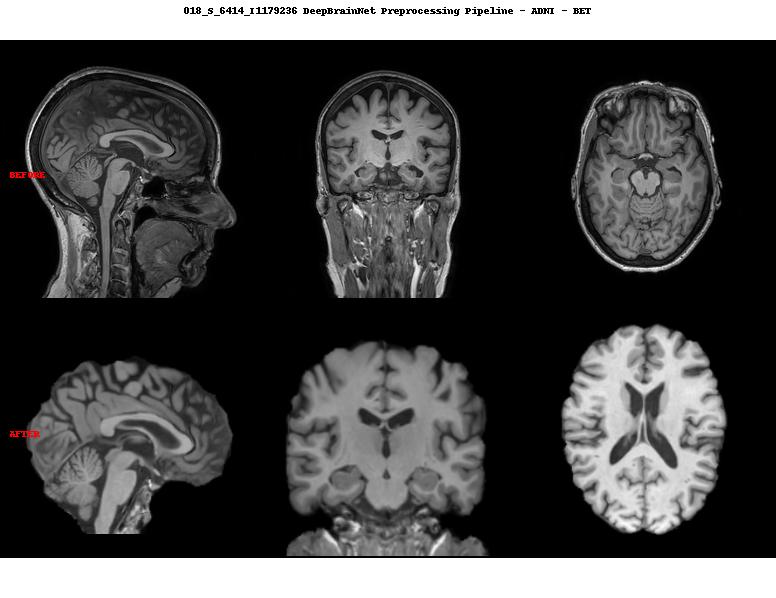 018_S_6414_I1179236 DeepBrainNet Preprocessing Pipeline - ADNI - BET
BEFORE
AFTER